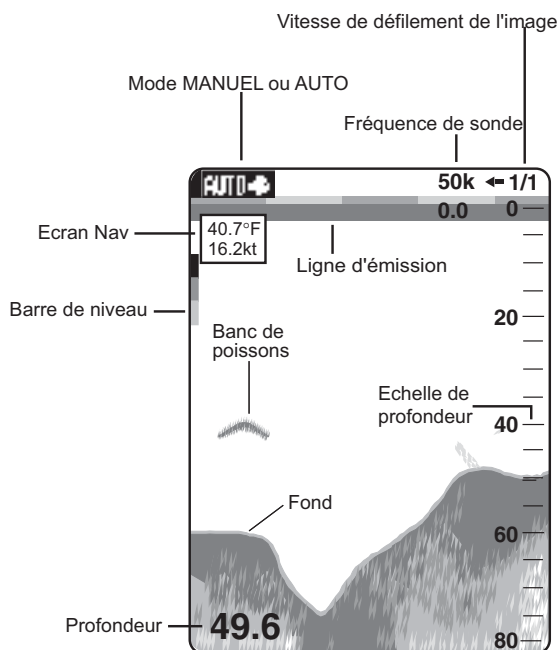 Vitesse de défilement de l'image
Mode MANUEL ou AUTO
Fréquence de sonde
AUTO
50k
1/1
0.0
0
Ecran Nav
40.7°F
16.2kt
Ligne d'émission
Barre de niveau
20
Banc de
poissons
Echelle de
profondeur
40
Fond
60
Profondeur
49.6
80